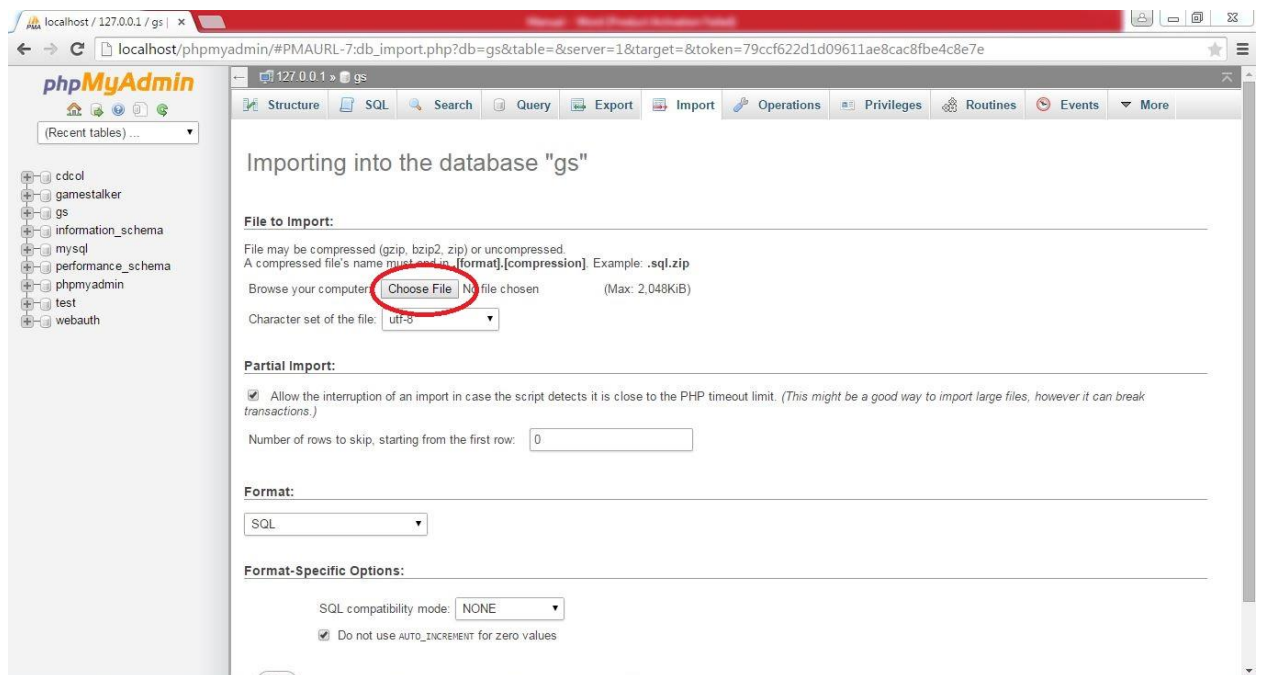 localhost / 127.0.0.1 / gs |
Manual - Word (Product Activation Failed)
localhost/phpmyadmin/#PMAURL-7:db_import.php?db=gs&table=&server=1&target=&token=79ccf622d1d09611ae8cac8fbe4c8e7e
phpMyAdmin
(Recent tables) ...
cdcol
gamestalker
gs
information_schema
mysql
performance_schema
phpmyadmin
test
webauth
127.0.0.1 » gs
Structure SQL Search Query Export Import Operations Privileges Routines Events More
Importing into the database "gs"
File to Import:
File may be compressed (gzip, bzip2, zip) or uncompressed.
A compressed file's name must end in .[format].[compression]. Example: .sql.zip
Browse your computer: Choose File No file chosen (Max: 2,048KiB)
Character set of the file: utf-8
Partial Import:
Allow the interruption of an import in case the script detects it is close to the PHP timeout limit. (This might be a good way to import large files, however it can break
transactions.)
Number of rows to skip, starting from the first row: 0
Format:
SQL
Format-Specific Options:
SQL compatibility mode: NONE
Do not use AUTO_INCREMENT for zero values